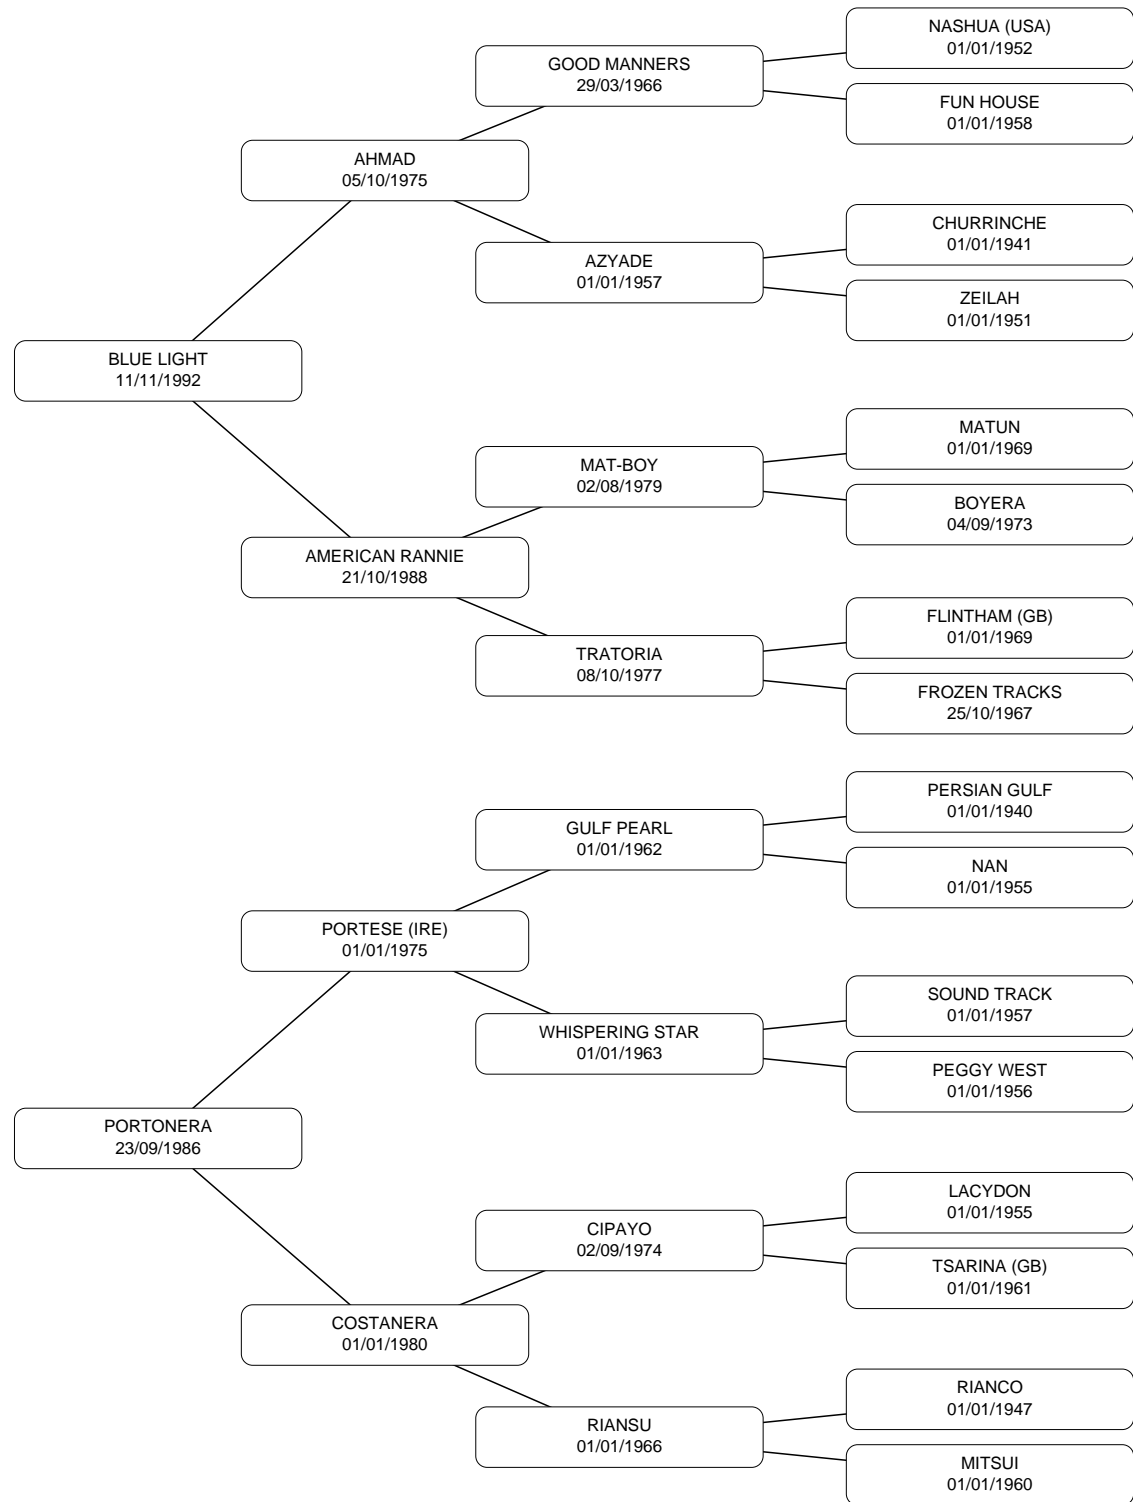 NASHUA (USA)
01/01/1952
GOOD MANNERS
29/03/1966
FUN HOUSE
01/01/1958
AHMAD
05/10/1975
CHURRINCHE
01/01/1941
AZYADE
01/01/1957
ZEILAH
01/01/1951
BLUE LIGHT
11/11/1992
MATUN
01/01/1969
MAT-BOY
02/08/1979
BOYERA
04/09/1973
AMERICAN RANNIE
21/10/1988
FLINTHAM (GB)
01/01/1969
TRATORIA
08/10/1977
FROZEN TRACKS
25/10/1967
PERSIAN GULF
01/01/1940
GULF PEARL
01/01/1962
NAN
01/01/1955
PORTESE (IRE)
01/01/1975
SOUND TRACK
01/01/1957
WHISPERING STAR
01/01/1963
PEGGY WEST
01/01/1956
PORTONERA
23/09/1986
LACYDON
01/01/1955
CIPAYO
02/09/1974
TSARINA (GB)
01/01/1961
COSTANERA
01/01/1980
RIANCO
01/01/1947
RIANSU
01/01/1966
MITSUI
01/01/1960